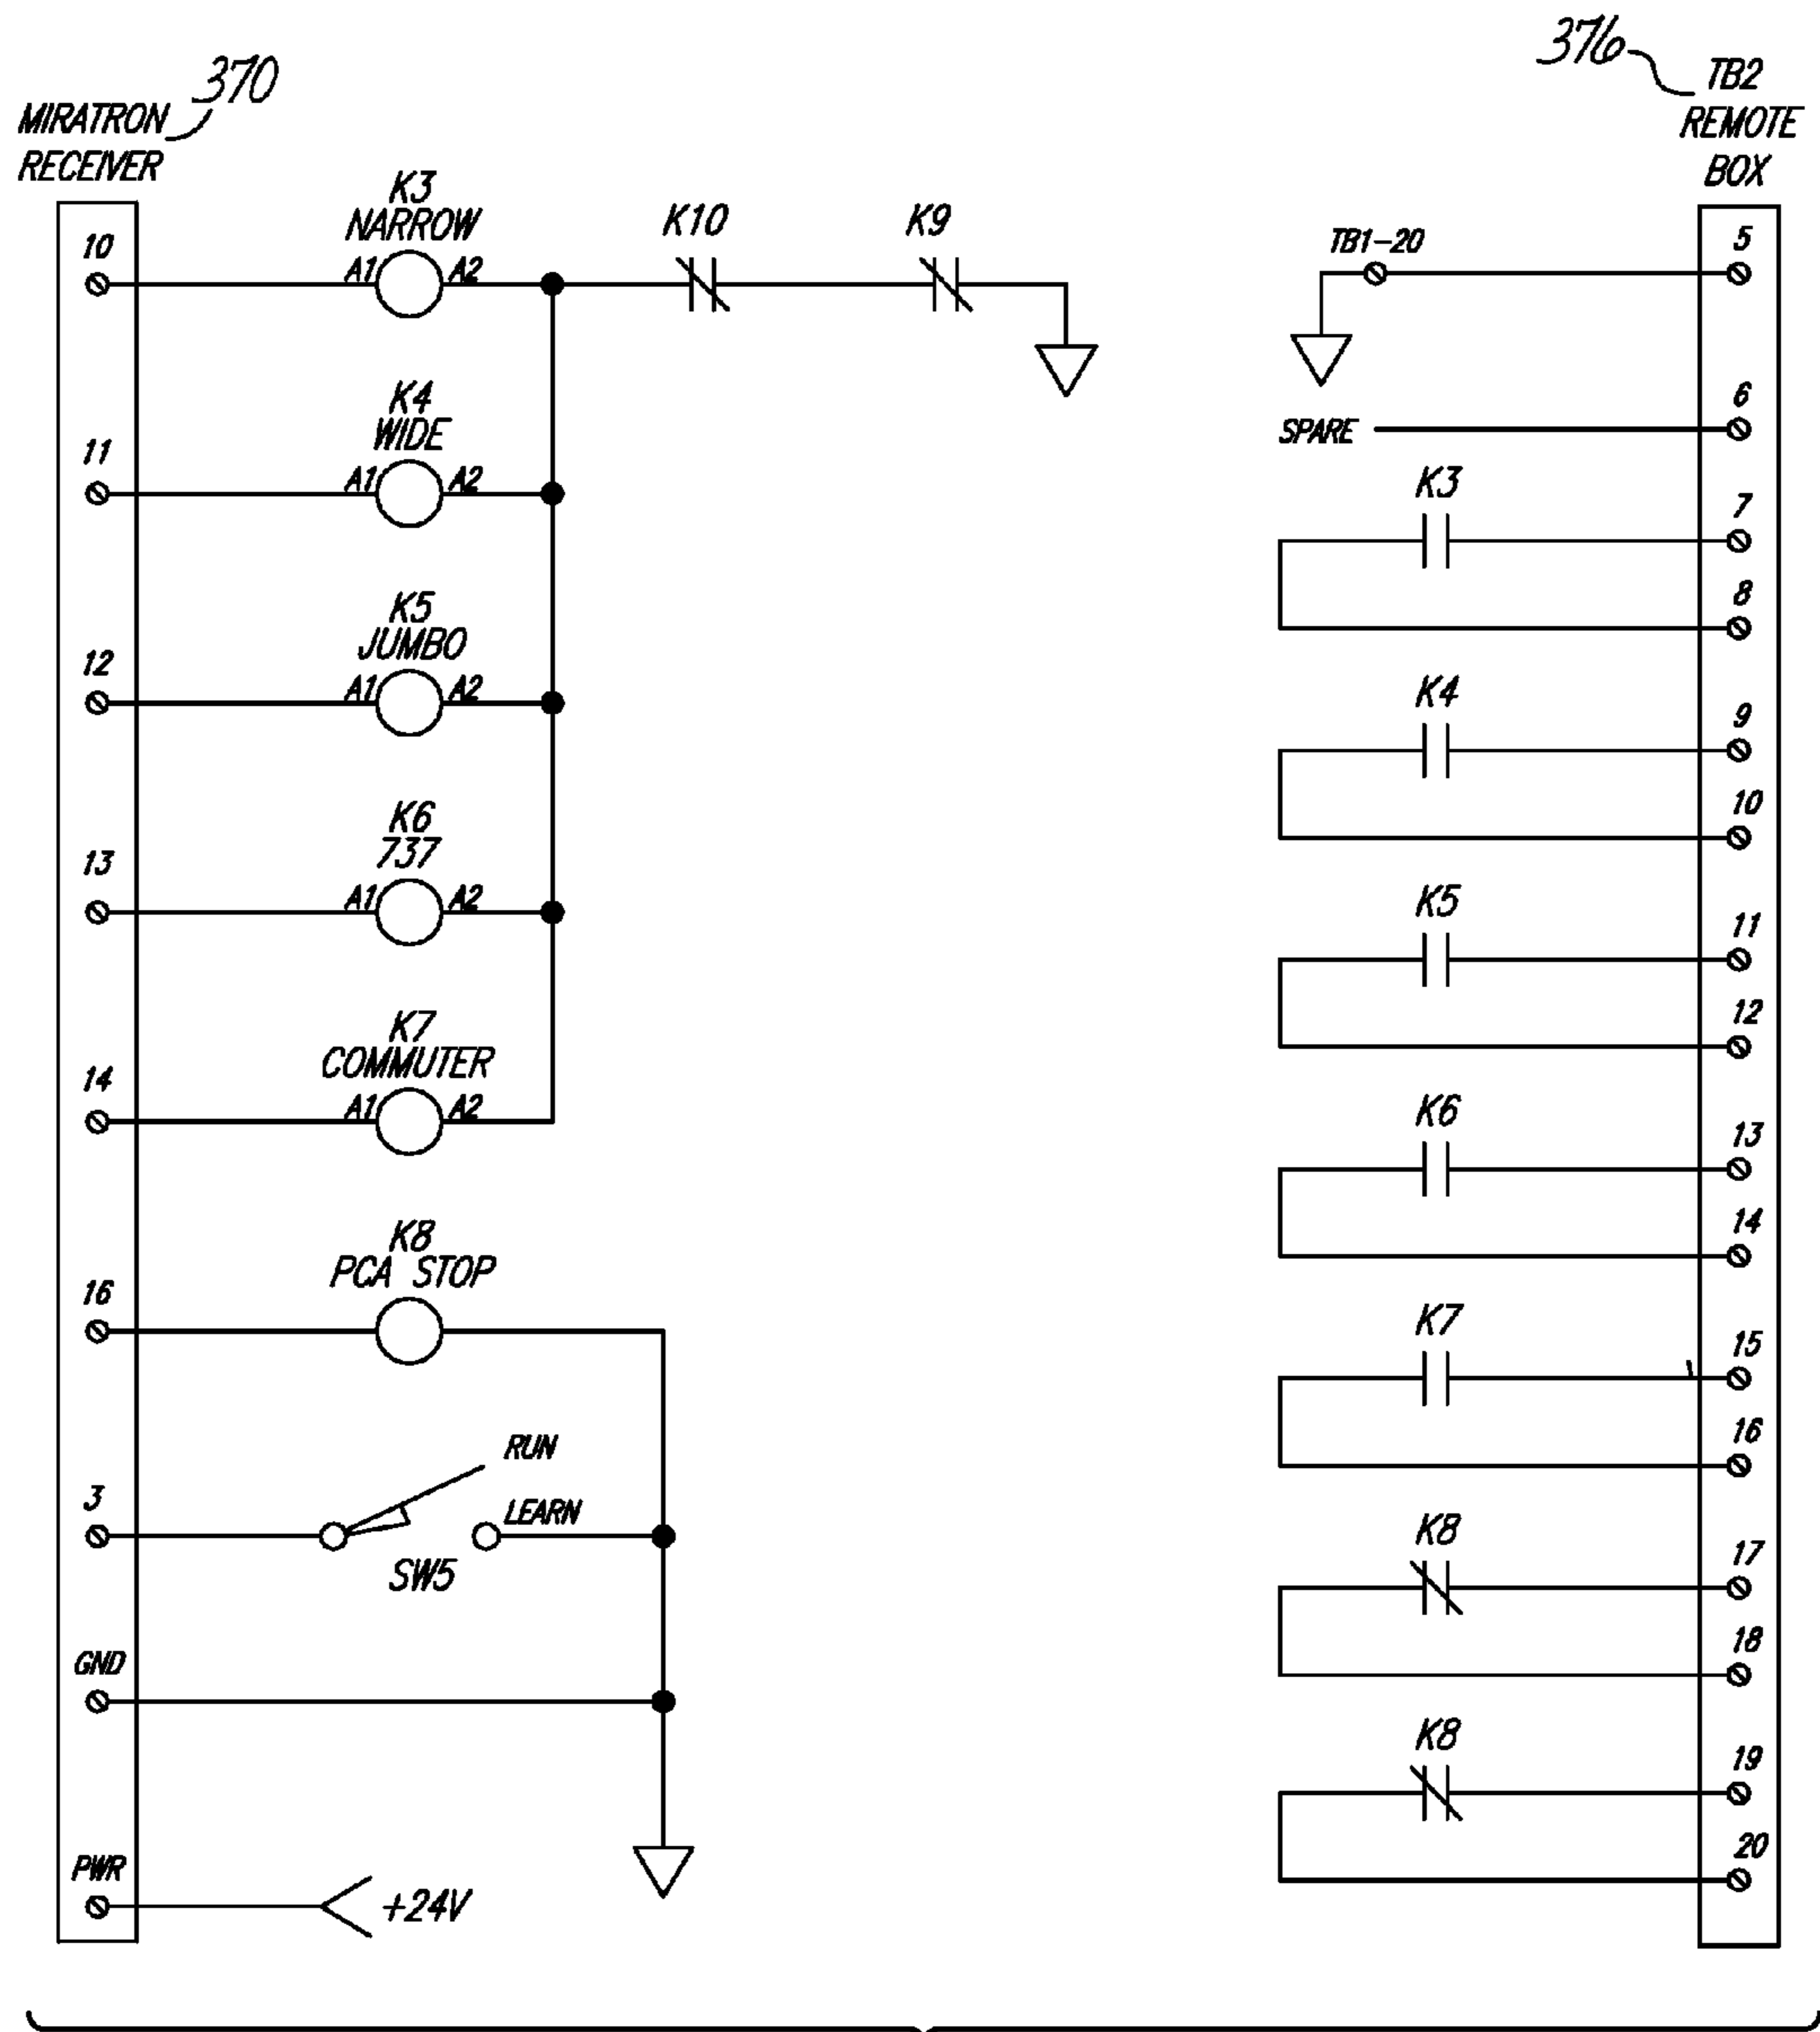 370
MIRATRON
RECEIVER
10
K3
NARROW
A1 A2
K10
K9
11
K4
WIDE
A1 A2
12
K5
JUMBO
A1 A2
13
K6
737
A1 A2
14
K7
COMMUTER
A1 A2
16
K8
PCA STOP
3
RUN
LEARN
SW5
GND
PWR
+24V
376
TB2
REMOTE
BOX
TB1-20
5
SPARE
6
K3
7
8
K4
9
10
K5
11
12
K6
13
14
K7
15
16
K8
17
18
K8
19
20